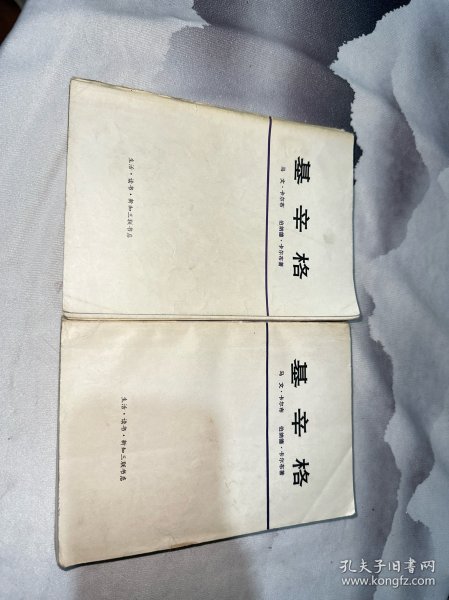 基辛格
马文·卡尔布 伯纳德·卡尔布著
生活·读书·新知三联书店
基辛格
马文·卡尔布 伯纳德·卡尔布著
生活·读书·新知三联书店
孔夫子旧书网
www.kongfz.com